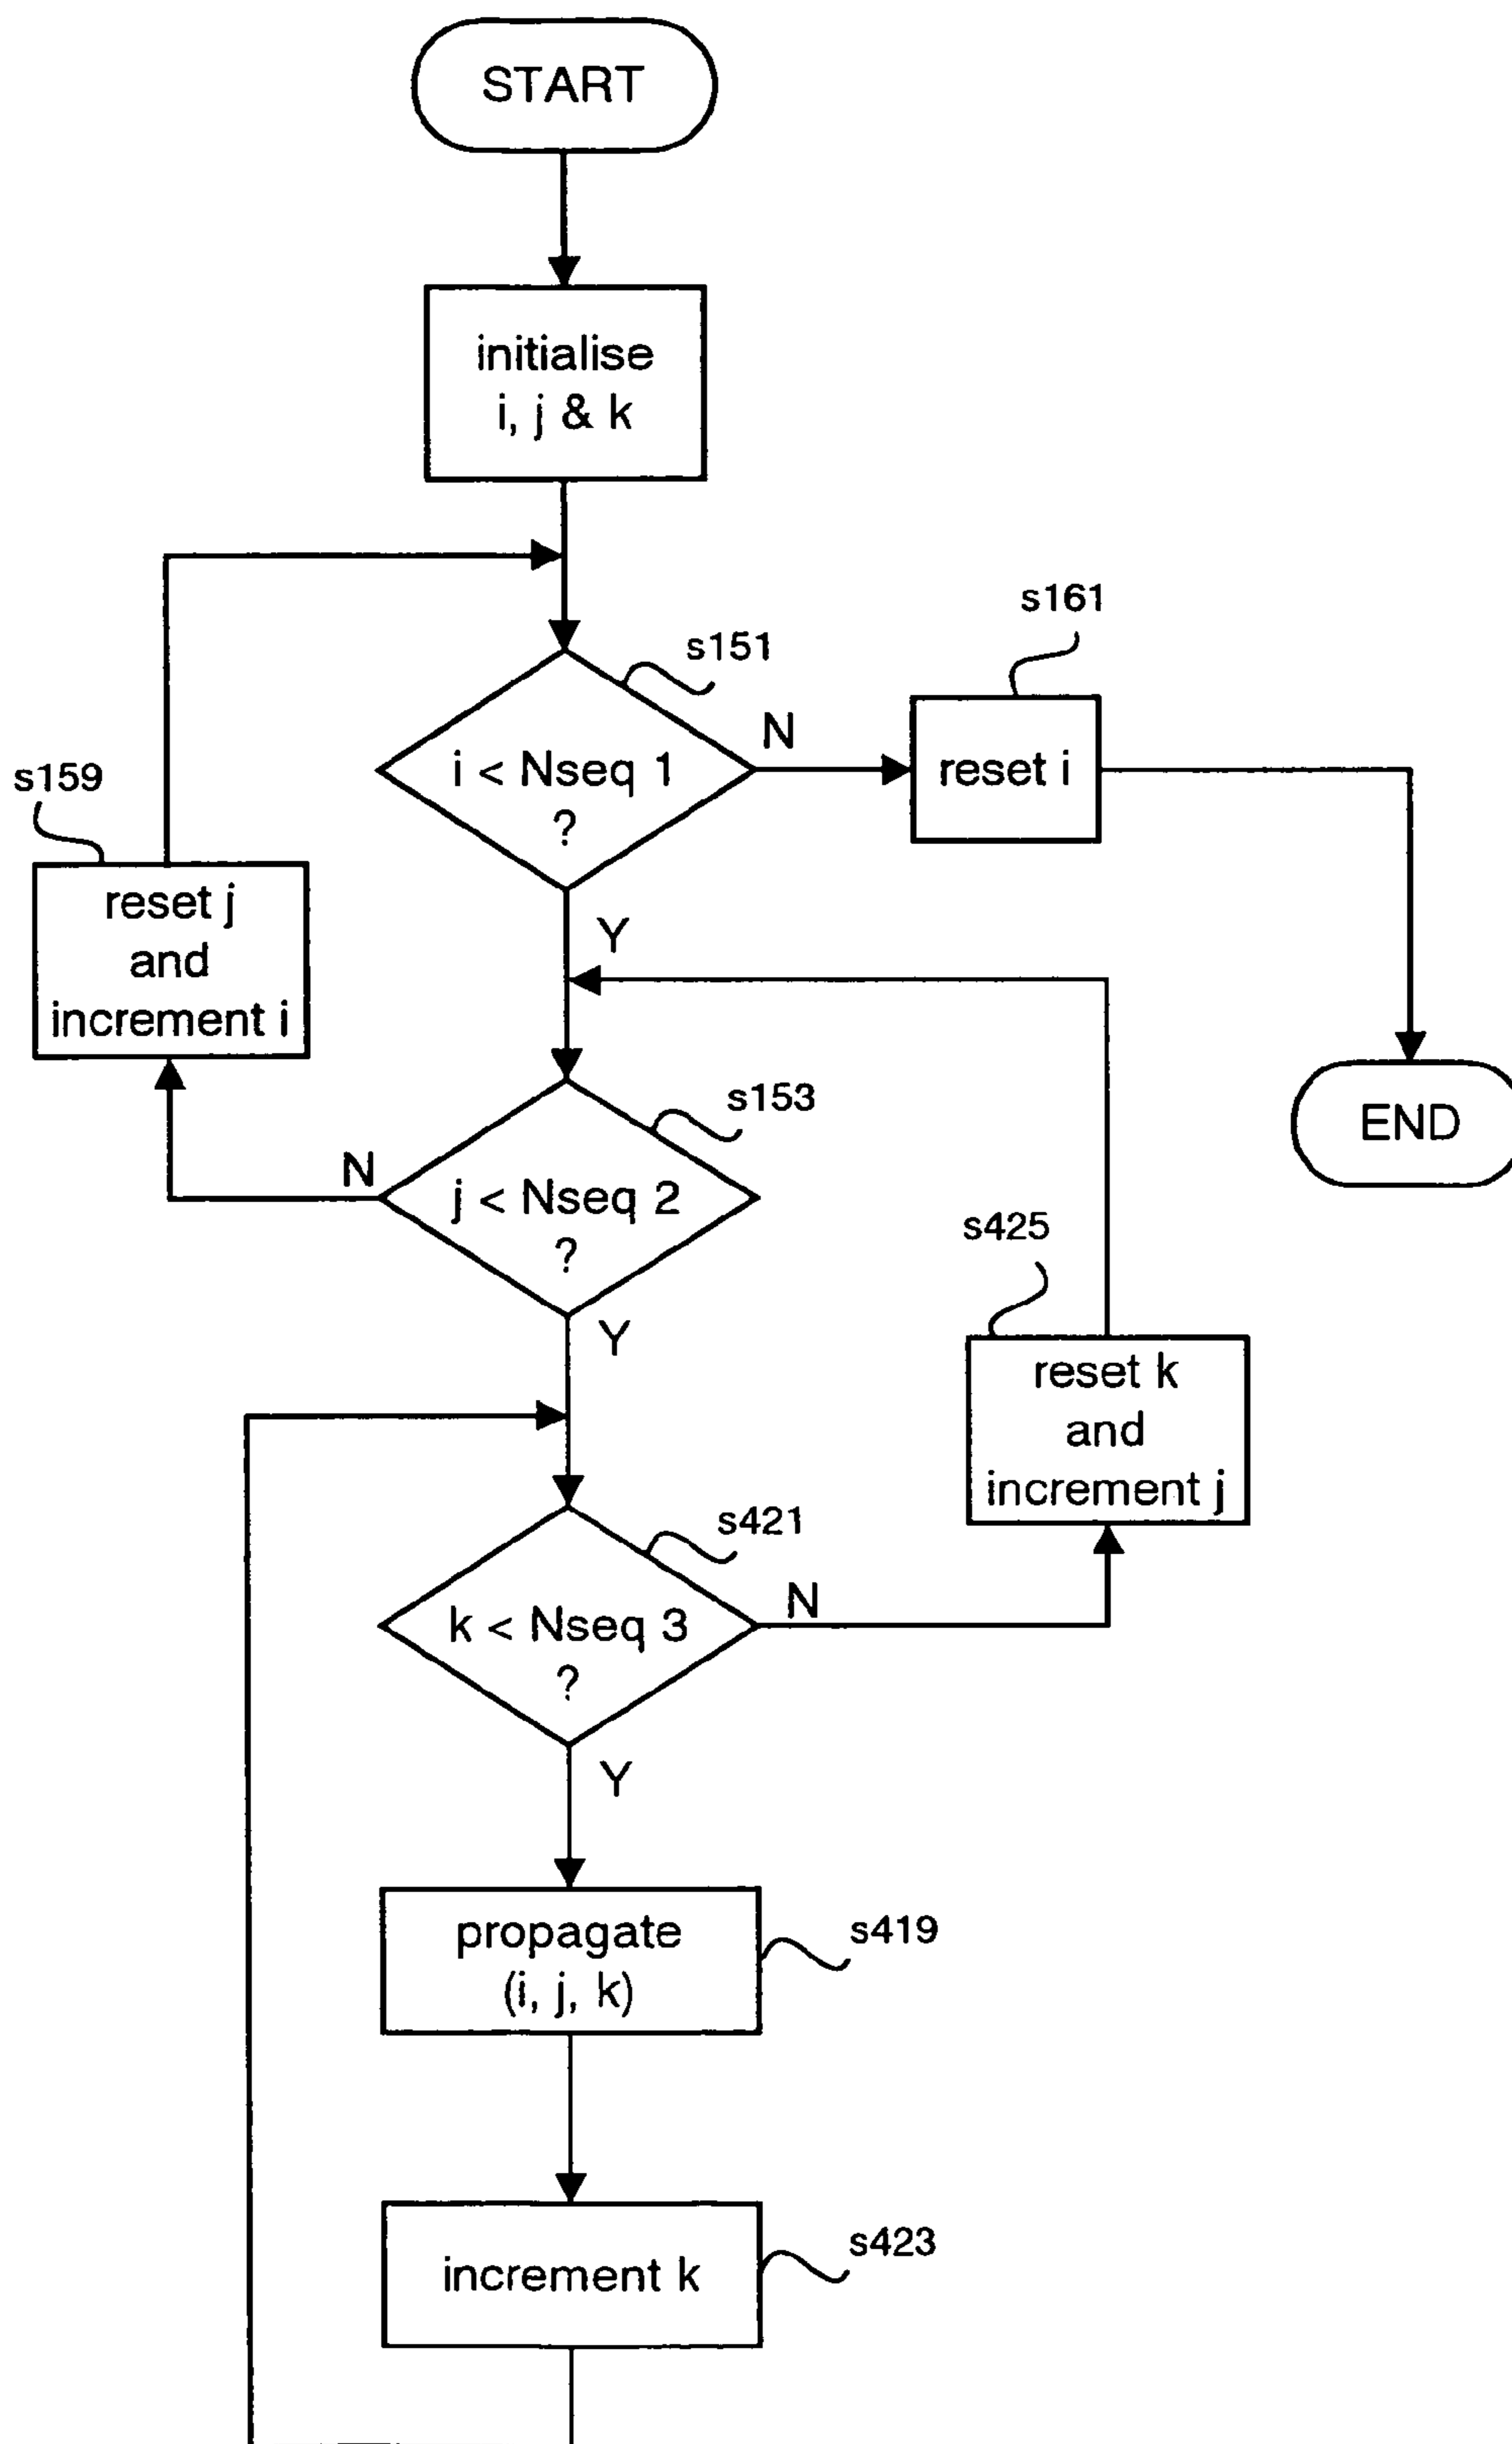 START
initialise
i, j & k
s161
s151
N
i < Nseq 1
?
reset i
s159
reset j
and
increment i
Y
s153
END
N
j < Nseq 2
?
s425
Y
reset k
and
increment j
s421
N
k < Nseq 3
?
Y
propagate
(i, j, k)
s419
increment k
s423